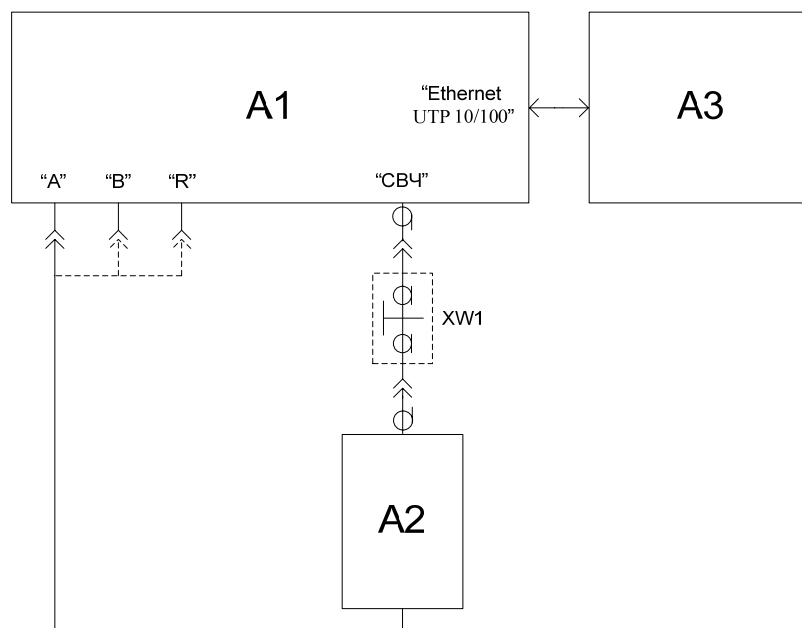 A1
“Ethernet
UTP 10/100”
A3
“A” “B” “R” “СВЧ”
XW1
A2